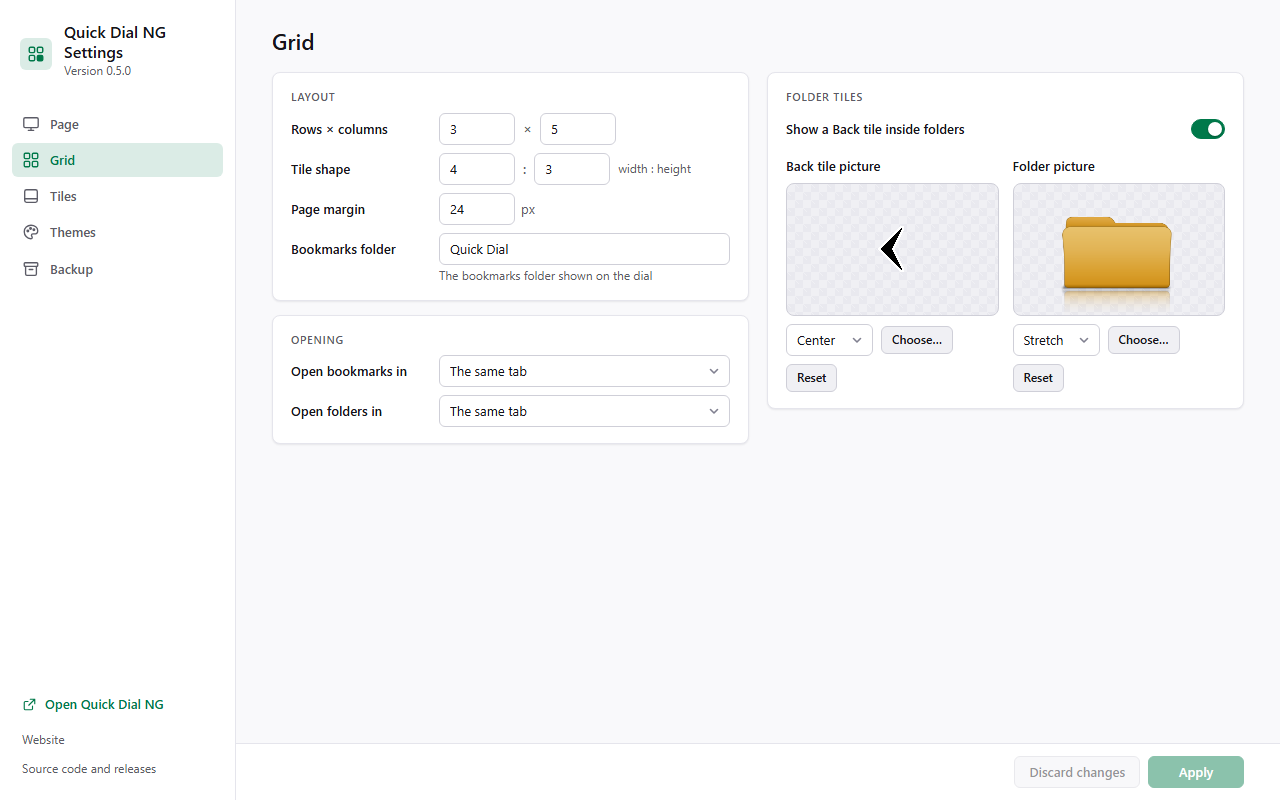 Quick Dial NG
Settings
Version 0.5.0
Page
Grid
Tiles
Themes
Backup
Open Quick Dial NG
Website
Source code and releases
Grid
LAYOUT
Rows × columns 3 × 5
Tile shape 4 : 3 width : height
Page margin 24 px
Bookmarks folder Quick Dial
The bookmarks folder shown on the dial
OPENING
Open bookmarks in The same tab
Open folders in The same tab
FOLDER TILES
Show a Back tile inside folders
Back tile picture Folder picture
Center Choose... Stretch Choose...
Reset Reset
Discard changes Apply